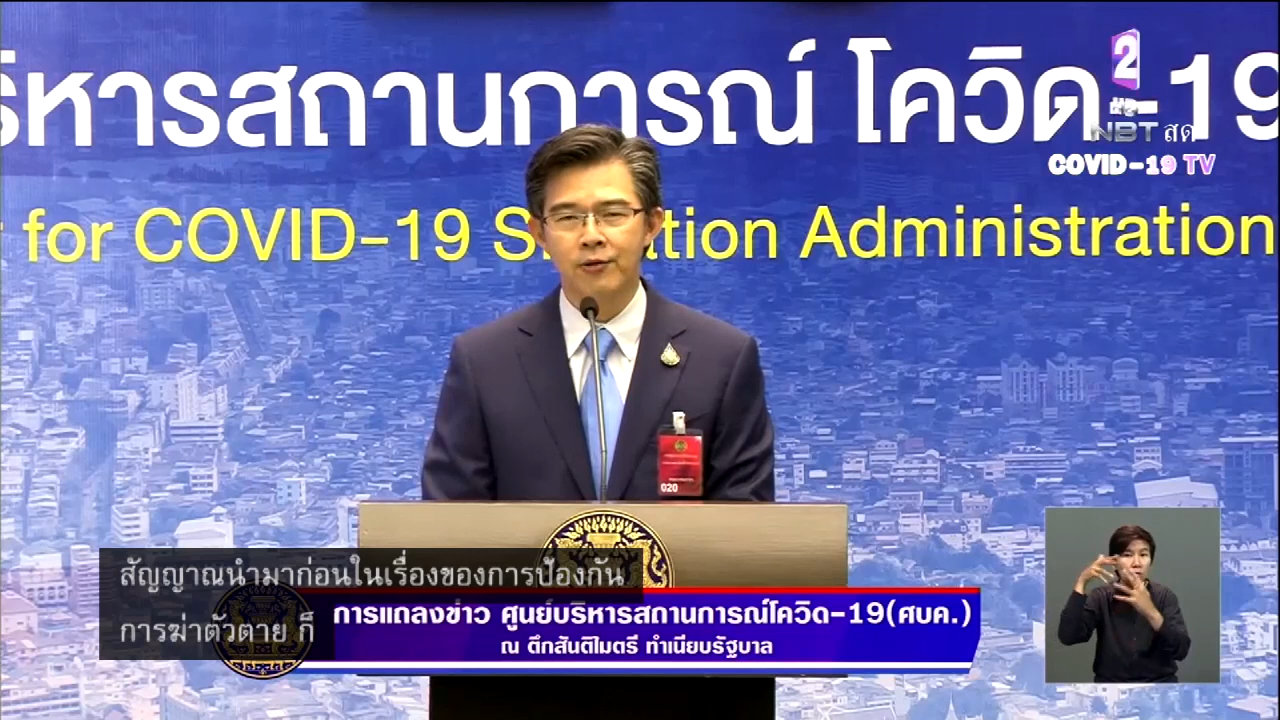 ริหารสถานการณ์ โควิด-19
for COVID-19 S ation Administration
2
NBT สด
COVID-19 TV
020
สัญญาณนำมาก่อนในเรื่องของการป้องกัน
การฆ่าตัวตาย ก็
การแถลงข่าว ศูนย์บริหารสถานการณ์โควิด-19(ศบค.)
ณ ตึกสันติไมตรี ทำเนียบรัฐบาล